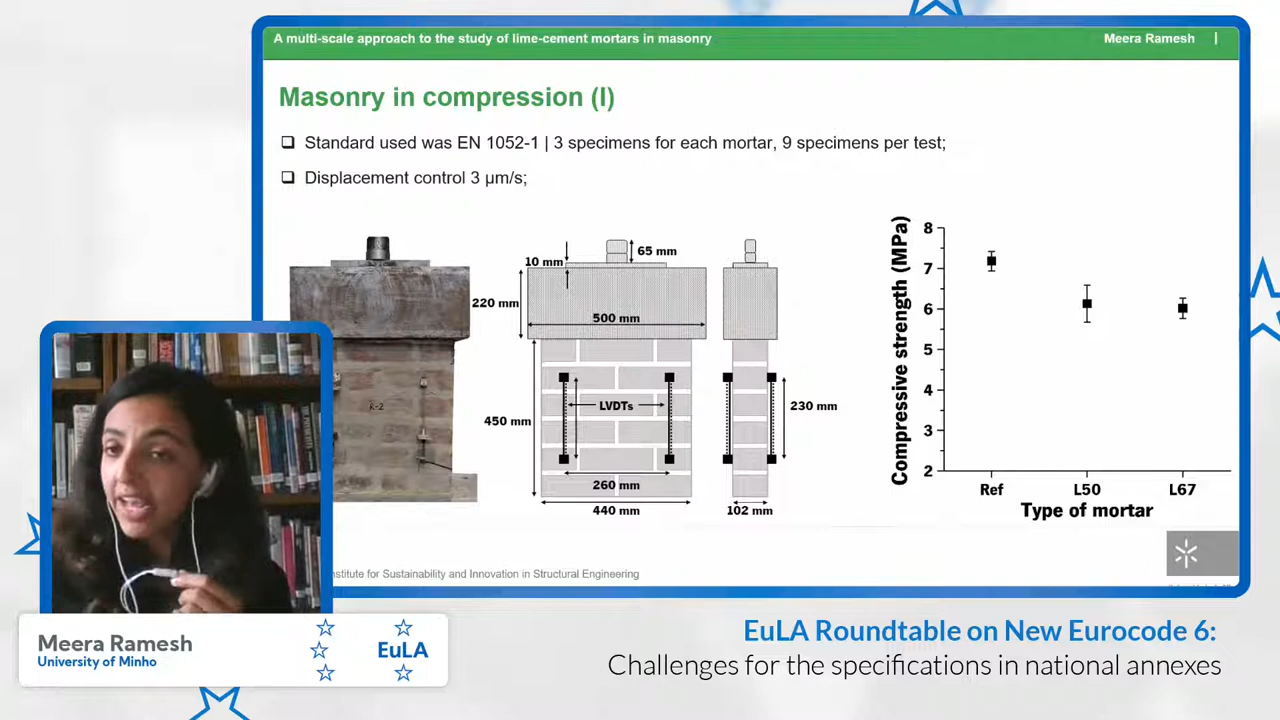 A multi-scale approach to the study of lime-cement mortars in masonry
Meera Ramesh |
Masonry in compression (I)
❑ Standard used was EN 1052-1 | 3 specimens for each mortar, 9 specimens per test;
❑ Displacement control 3 μm/s;
R-2
10 mm
65 mm
220 mm
500 mm
LVDTs
450 mm
230 mm
260 mm
440 mm
102 mm
Compressive strength (MPa)
8
7
6
5
4
3
2
Ref
L50
L67
Type of mortar
nstitute for Sustainability and Innovation in Structural Engineering
Meera Ramesh
University of Minho
EuLA
EuLA Roundtable on New Eurocode 6:
Challenges for the specifications in national annexes